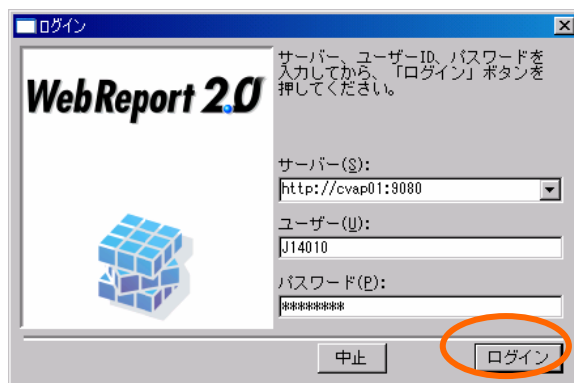 ログイン
サーバー、ユーザーID、パスワードを
入力してから、「ログイン」ボタンを
押してください。
WebReport 2.0
サーバー(S):
http://cvap01:9080
ユーザー(U):
J14010
パスワード(P):
********
中止
ログイン